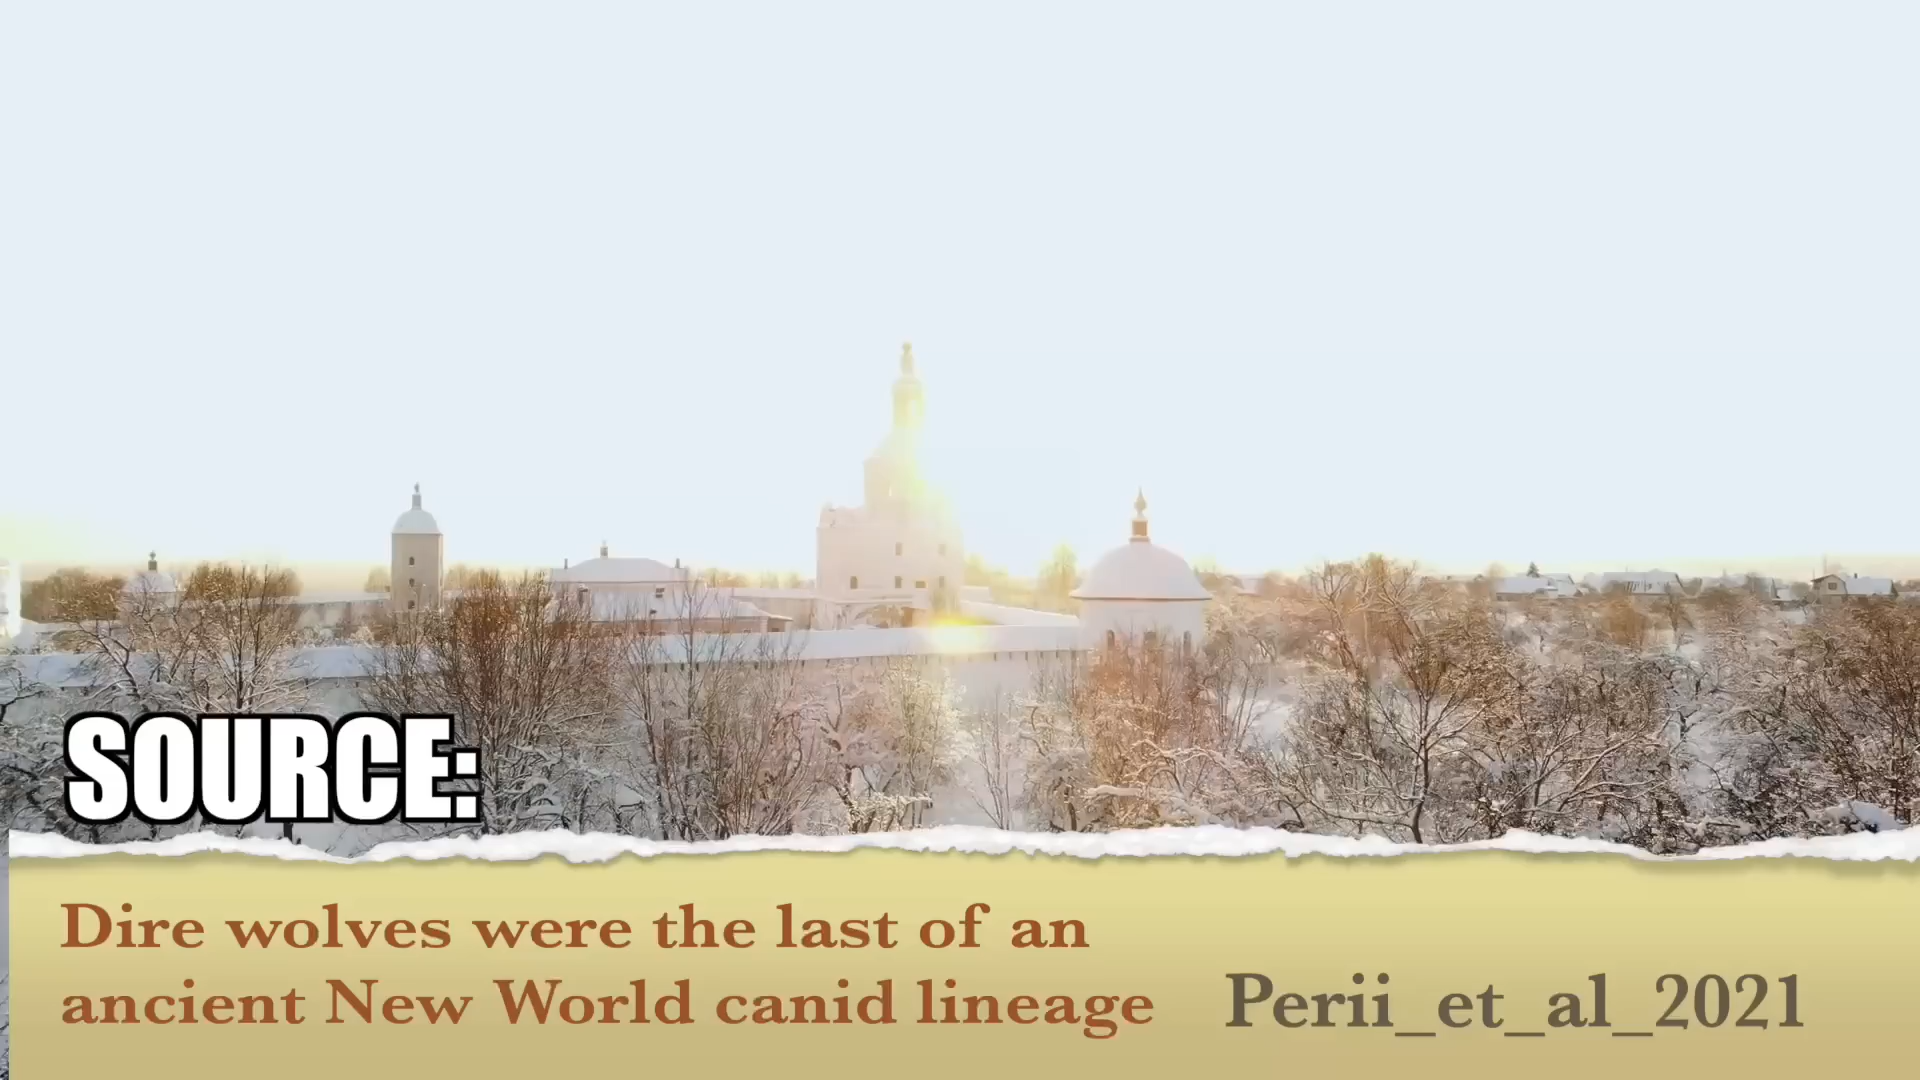 SOURCE:
Dire wolves were the last of an
ancient New World canid lineage
Perii_et_al_2021